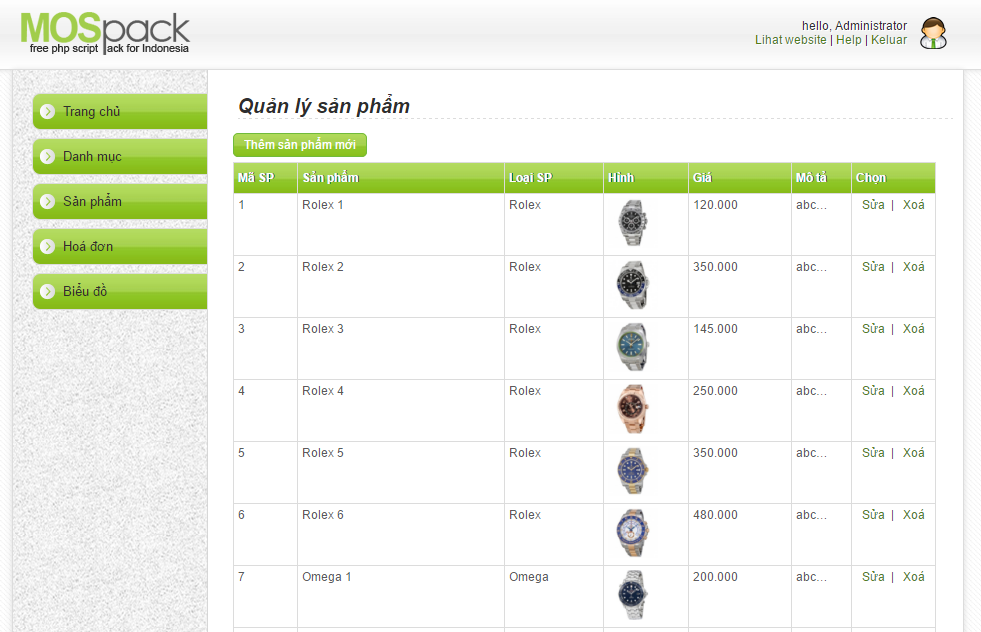 MOSpack
free php script pack for Indonesia
hello, Administrator
Lihat website | Help | Keluar
Trang chủ
Danh mục
Sản phẩm
Hoá đơn
Biểu đồ
Quản lý sản phẩm
Thêm sản phẩm mới
Mã SP Sản phẩm Loại SP Hình Giá Mô tả Chọn
1 Rolex 1 Rolex 120.000 abc... Sửa | Xoá
2 Rolex 2 Rolex 350.000 abc... Sửa | Xoá
3 Rolex 3 Rolex 145.000 abc... Sửa | Xoá
4 Rolex 4 Rolex 250.000 abc... Sửa | Xoá
5 Rolex 5 Rolex 350.000 abc... Sửa | Xoá
6 Rolex 6 Rolex 480.000 abc... Sửa | Xoá
7 Omega 1 Omega 200.000 abc... Sửa | Xoá